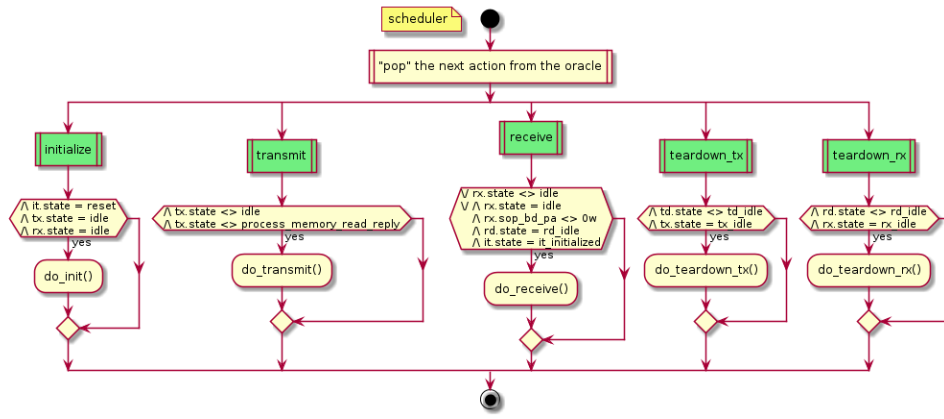 scheduler
"pop" the next action from the oracle
initialize
/\ it.state = reset
/\ tx.state = idle
/\ rx.state = idle
yes
do_init()
transmit
/\ tx.state <> idle
/\ tx.state <> process_memory_read_reply
yes
do_transmit()
receive
\/ rx.state <> idle
\/ /\ rx.state = idle
/\ rx.sop_bd_pa <> 0w
/\ rd.state = rd_idle
/\ it.state = it_initialized
yes
do_receive()
teardown_tx
/\ td.state <> td_idle
/\ tx.state = tx_idle
yes
do_teardown_tx()
teardown_rx
/\ rd.state <> rd_idle
/\ rx.state = rx_idle
yes
do_teardown_rx()